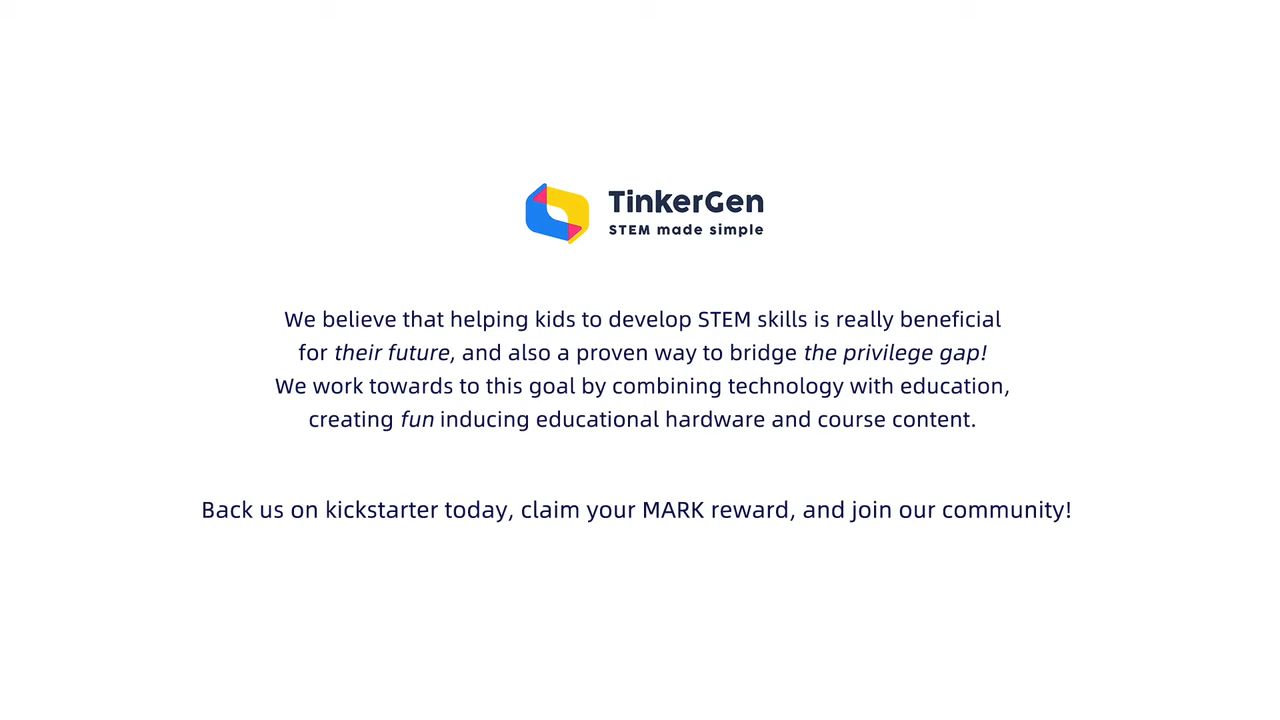 TinkerGen
STEM made simple
We believe that helping kids to develop STEM skills is really beneficial
for their future, and also a proven way to bridge the privilege gap!
We work towards to this goal by combining technology with education,
creating fun inducing educational hardware and course content.
Back us on kickstarter today, claim your MARK reward, and join our community!